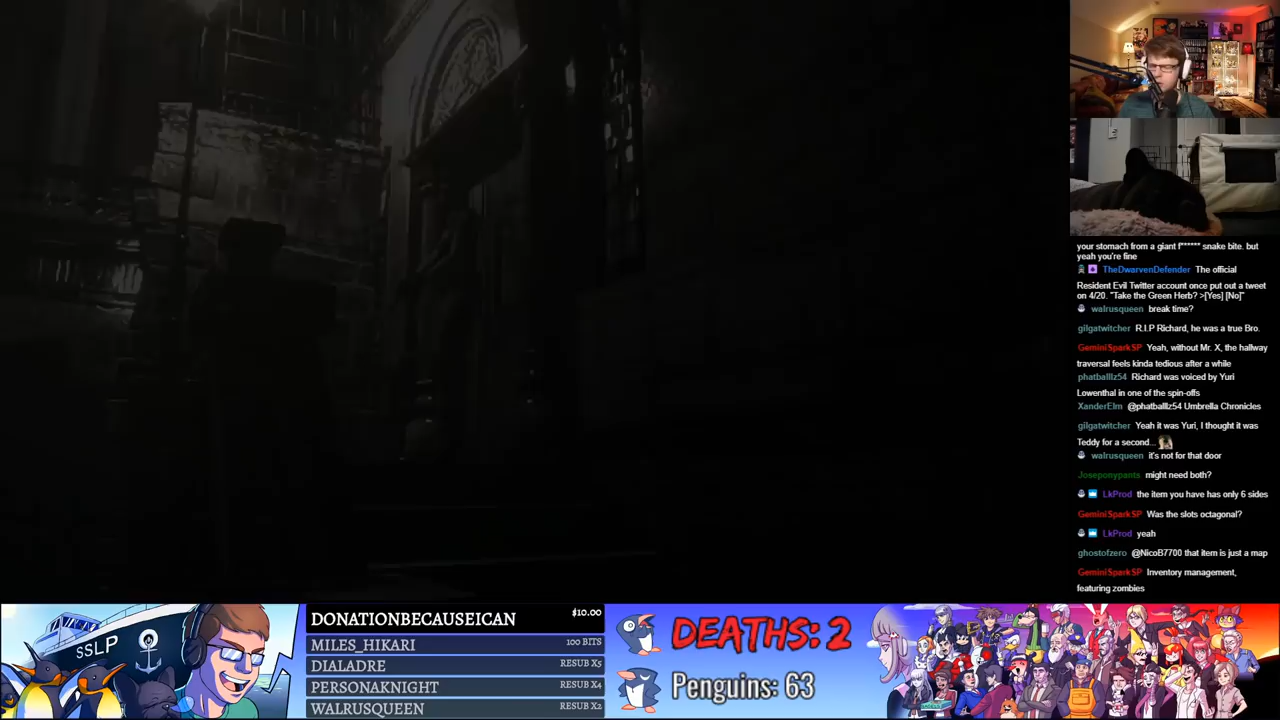 your stomach from a giant f****** snake bite. but
yeah you're fine
TheDwarvenDefender The official
Resident Evil Twitter account once put out a tweet
on 4/20. "Take the Green Herb? >[Yes] [No]"
walrusqueen break time?
gilgatwitcher R.I.P Richard, he was a true Bro.
GeminiSparkSP Yeah, without Mr. X, the hallway
traversal feels kinda tedious after a while
phatballlz54 Richard was voiced by Yuri
Lowenthal in one of the spin-offs
XanderElm @phatballlz54 Umbrella Chronicles
gilgatwitcher Yeah it was Yuri, I thought it was
Teddy for a second...
walrusqueen it's not for that door
Joseponypants might need both?
LkProd the item you have has only 6 sides
GeminiSparkSP Was the slots octagonal?
LkProd yeah
ghostofzero @NicoB7700 that item is just a map
GeminiSparkSP Inventory management,
featuring zombies
SSLP
DONATIONBECAUSEICAN $10.00
MILES_HIKARI 100 BITS
DIALADRE RESUB X5
PERSONAKNIGHT RESUB X4
WALRUSQUEEN RESUB X2
DEATHS: 2
Penguins: 63